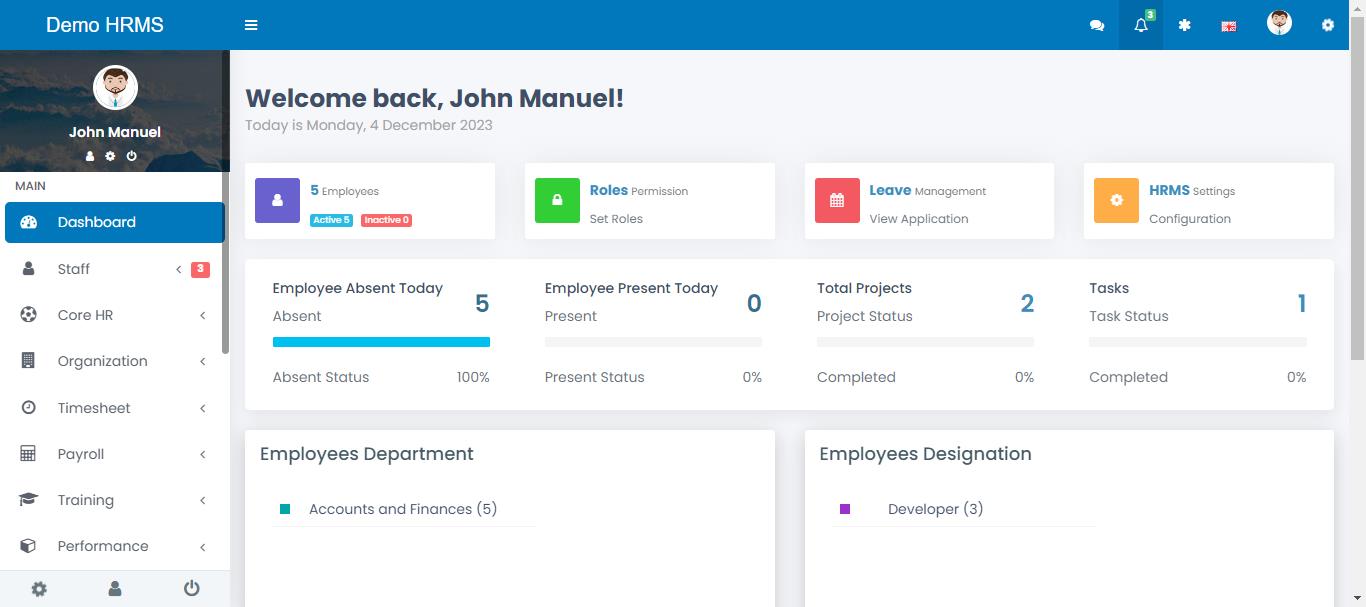 Demo HRMS
3
John Manuel
MAIN
Dashboard
Staff 3
Core HR
Organization
Timesheet
Payroll
Training
Performance
Welcome back, John Manuel!
Today is Monday, 4 December 2023
5 Employees
Active 5 Inactive 0
Roles Permission
Set Roles
Leave Management
View Application
HRMS Settings
Configuration
Employee Absent Today
5
Absent
Absent Status 100%
Employee Present Today
0
Present
Present Status 0%
Total Projects
2
Project Status
Completed 0%
Tasks
1
Task Status
Completed 0%
Employees Department
Accounts and Finances (5)
Employees Designation
Developer (3)